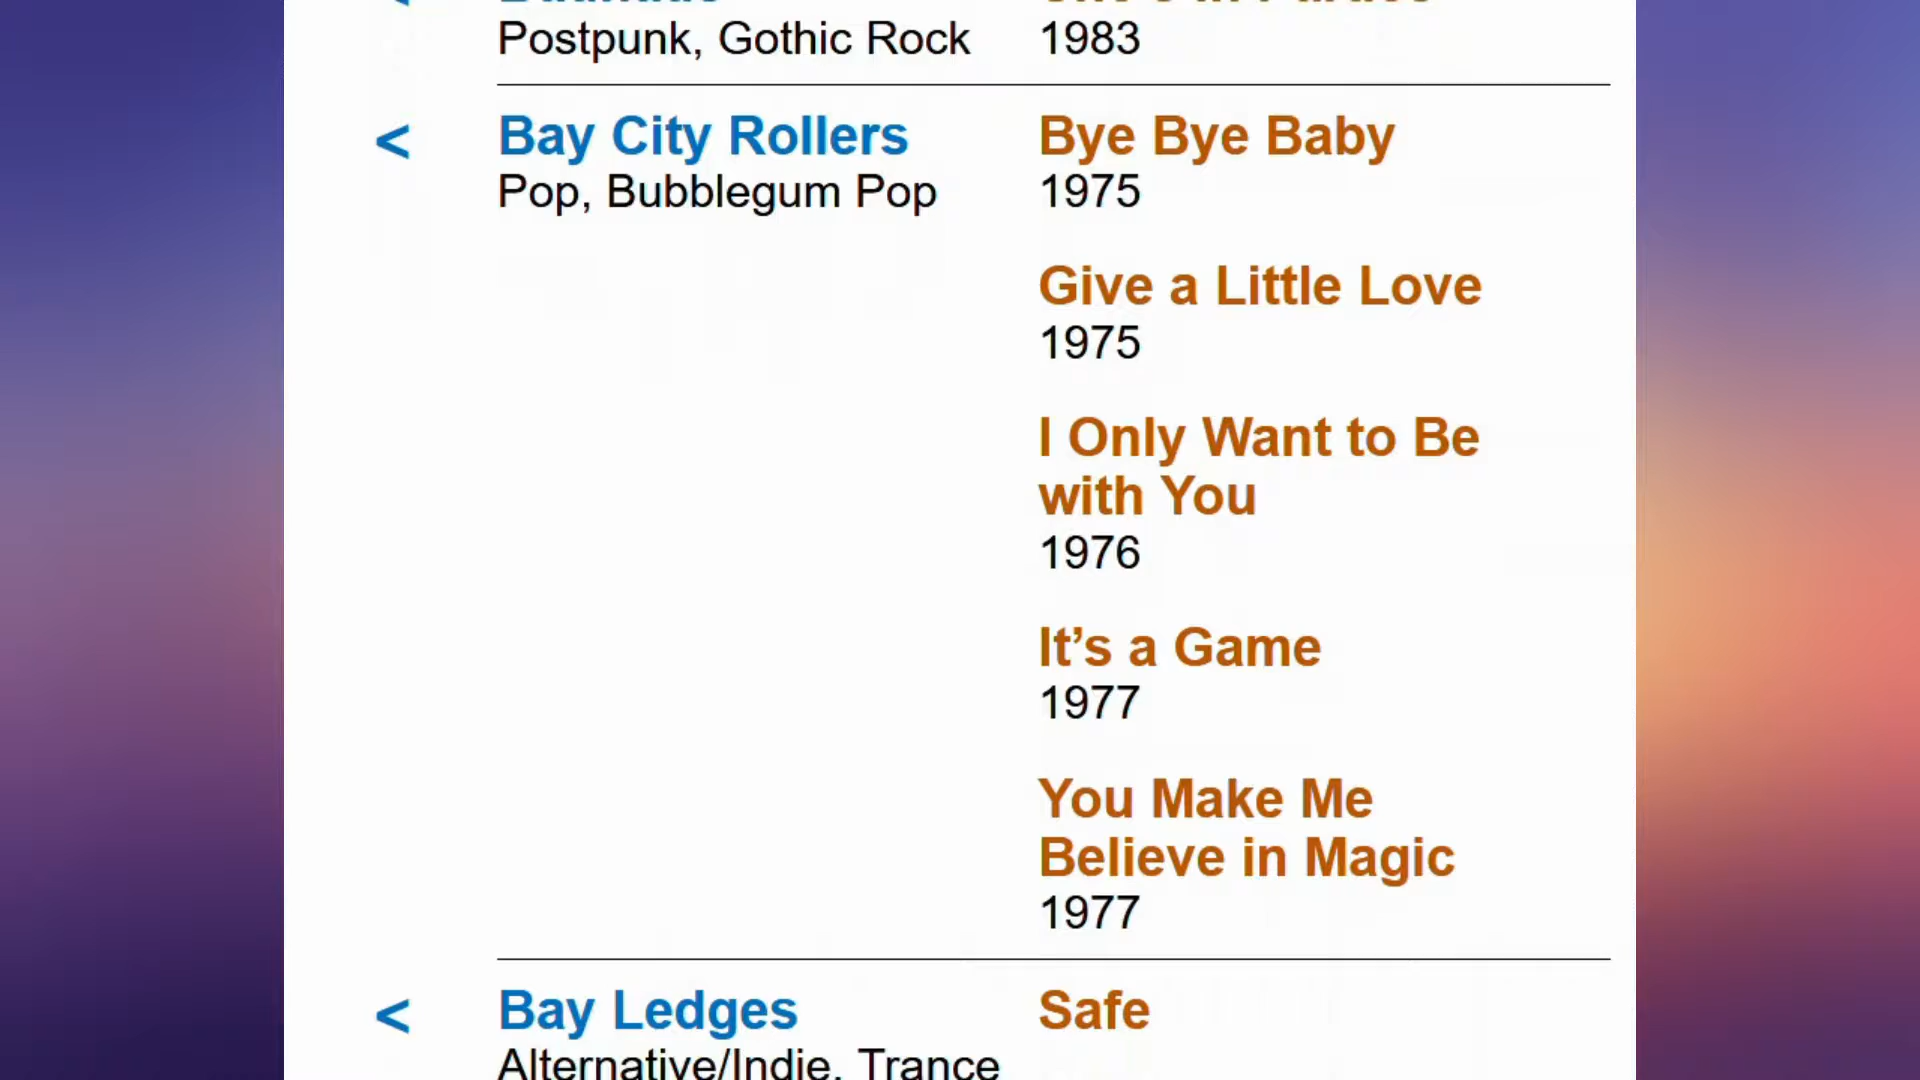 Postpunk, Gothic Rock 1983
< Bay City Rollers Bye Bye Baby
Pop, Bubblegum Pop 1975
Give a Little Love
1975
I Only Want to Be
with You
1976
It’s a Game
1977
You Make Me
Believe in Magic
1977
< Bay Ledges Safe
Alternative/Indie, Trance